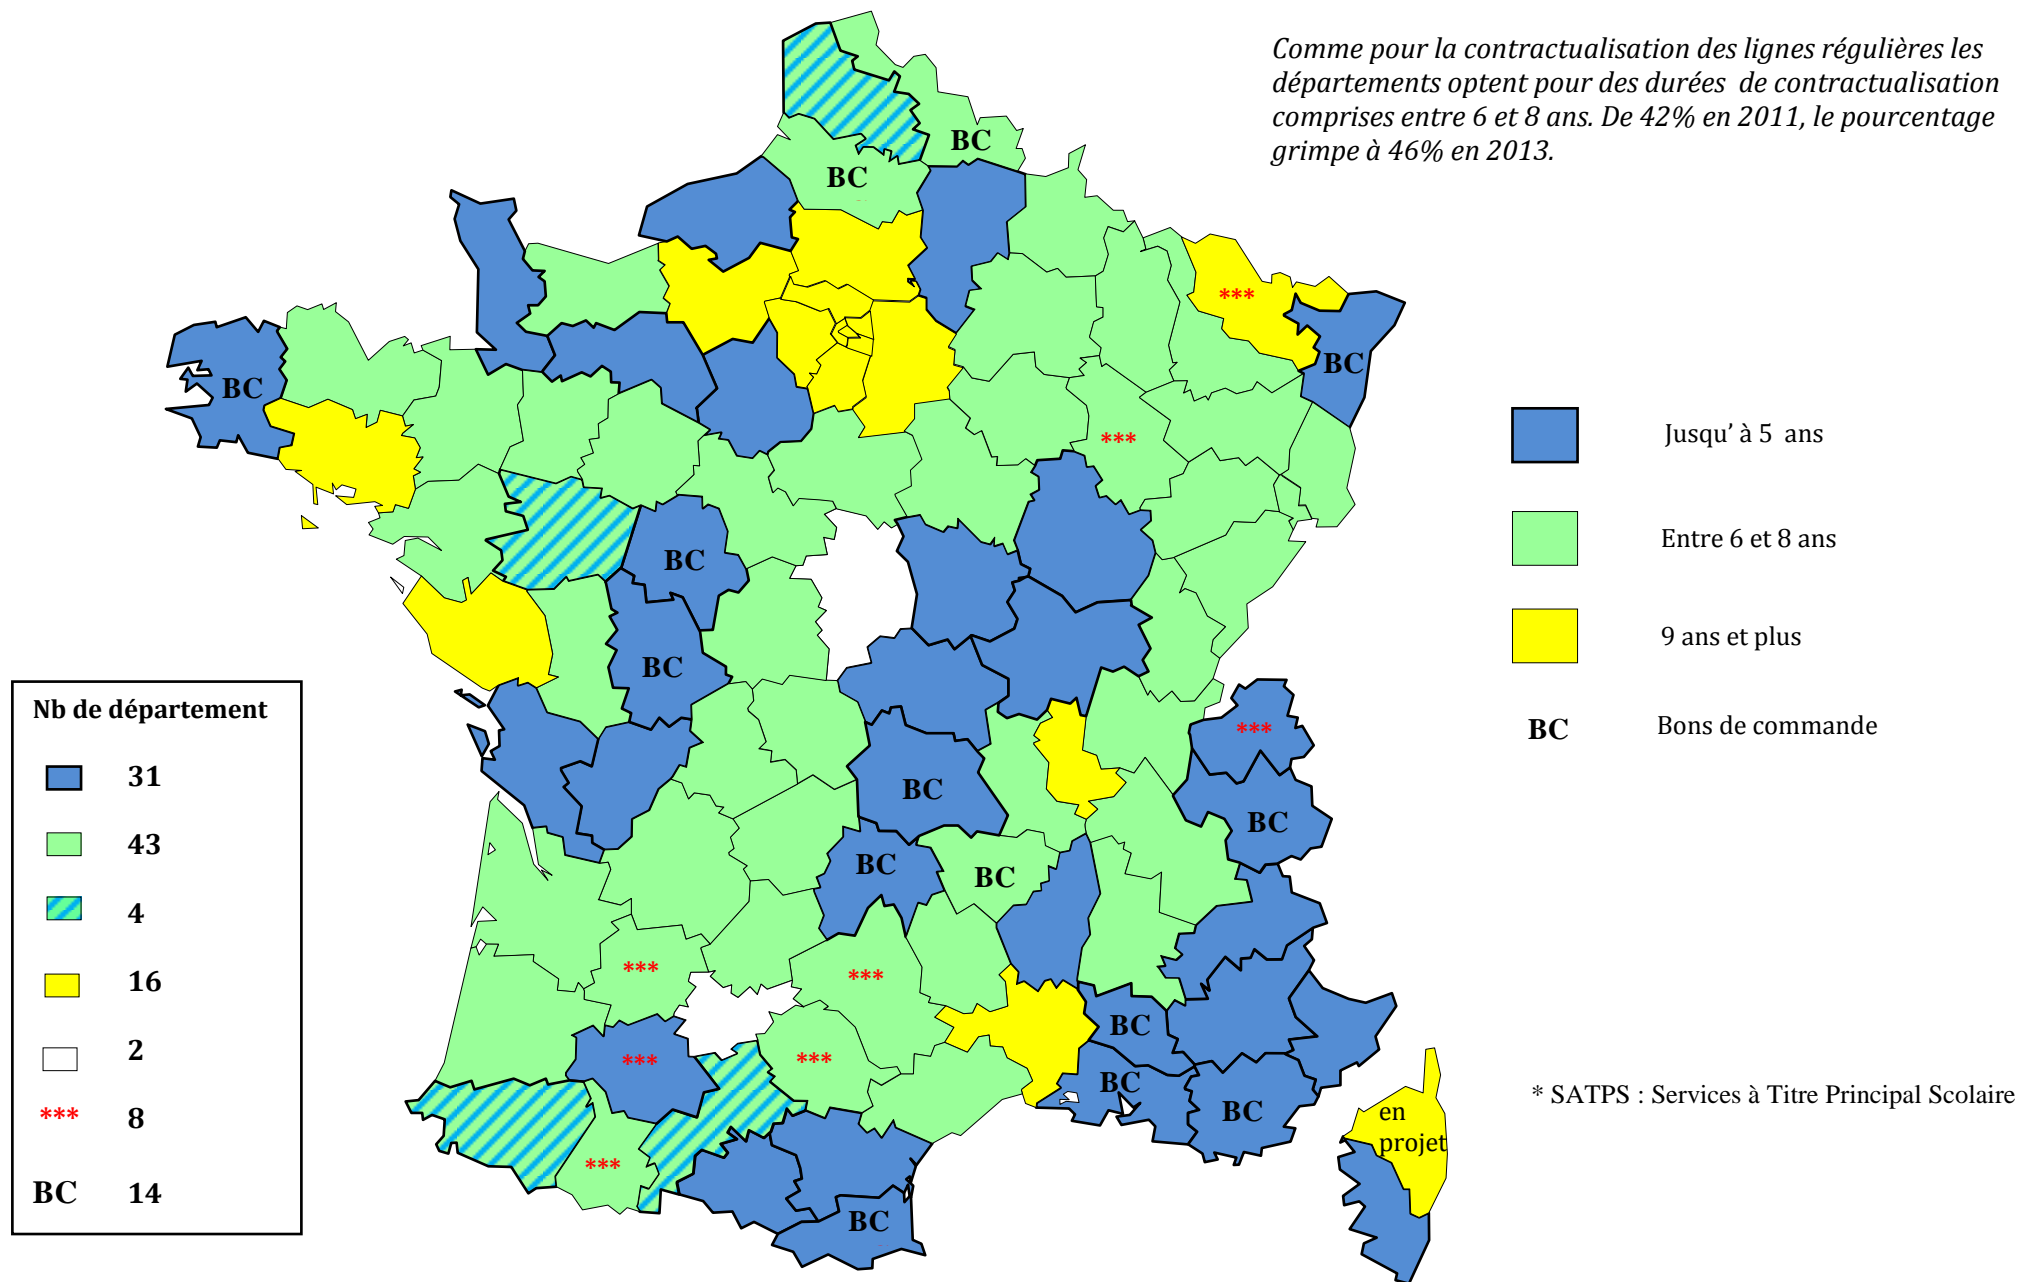 Comme pour la contractualisation des lignes régulières les
départements optent pour des durées de contractualisation
comprises entre 6 et 8 ans. De 42% en 2011, le pourcentage
grimpe à 46% en 2013.
BC
BC
***
BC
BC
***
BC
BC
***
BC
BC
BC
BC
***
***
BC
***
***
BC
BC
***
BC
en
projet
Jusqu' à 5 ans
Entre 6 et 8 ans
9 ans et plus
BC Bons de commande
Nb de département
31
43
4
16
2
*** 8
BC 14
* SATPS : Services à Titre Principal Scolaire